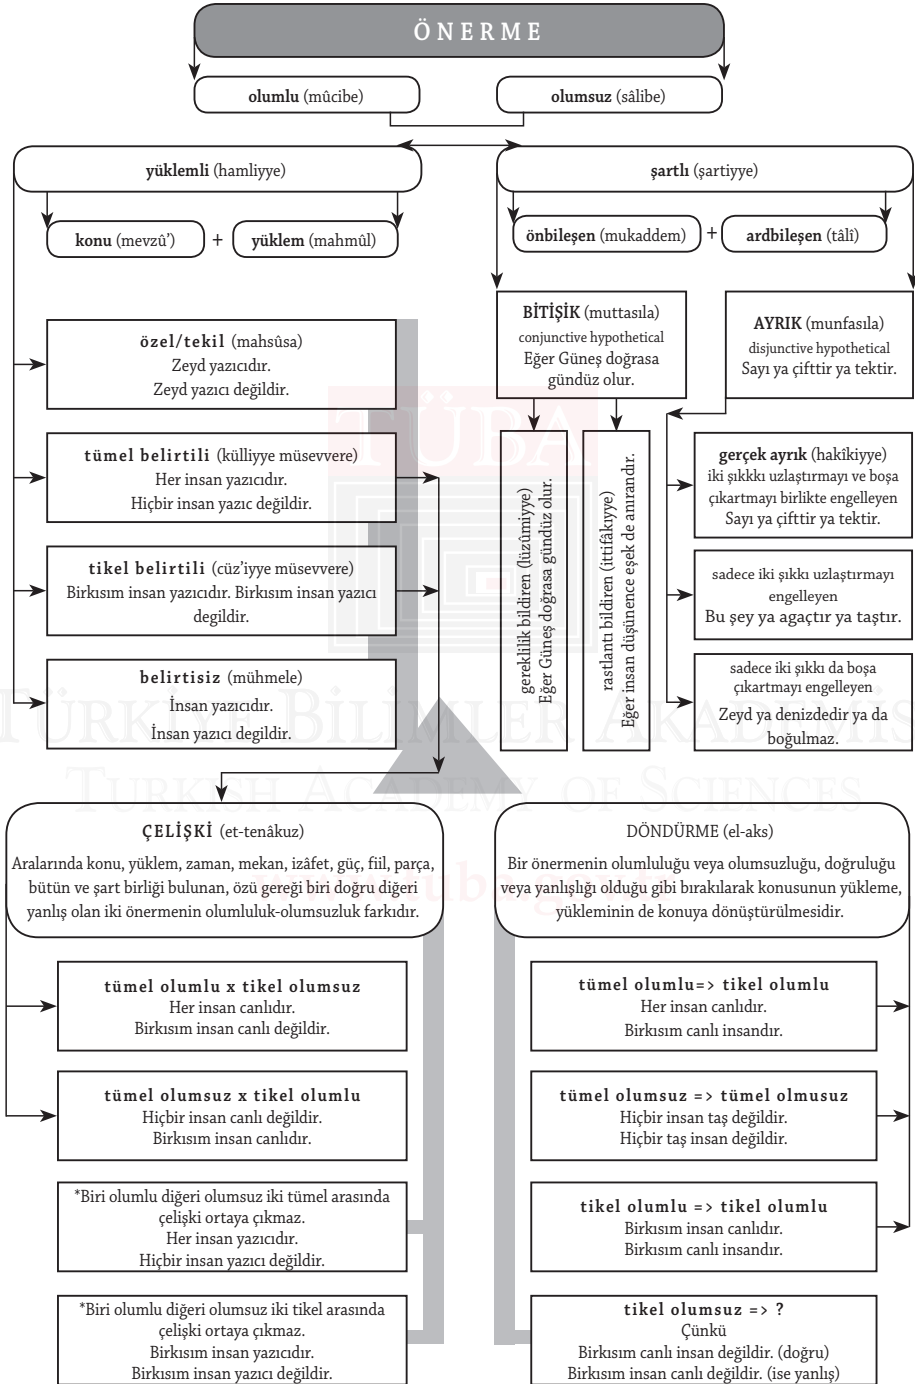 ÖNERME
olumlu (mûcibe)
olumsuz (sâlibe)
yüklemli (hamliyye)
şartlı (şartiyye)
konu (mevzû’)
+
yüklem (mahmûl)
önbileşen (mukaddem)
+
ardbileşen (tâlî)
özel/tekil (mahsûsa)
Zeyd yazıcıdır.
Zeyd yazıcı değildir.
tümel belirtili (külliyye müsevvere)
Her insan yazıcıdır.
Hiçbir insan yazıc değildir.
tikel belirtili (cüz’iyye müsevvere)
Birkısım insan yazıcıdır. Birkısım insan yazıcı
degildir.
belirtisiz (mühmele)
İnsan yazıcıdır.
İnsan yazıcı degildir.
BİTİŞİK (muttasıla)
conjunctive hypothetical
Eğer Güneş doğrasa
gündüz olur.
gereklilik bildiren (lüzûmiyye)
Eğer Güneş doğrasa gündüz olur.
rastlantı bildiren (ittifâkıyye)
Eğer insan düşünence eşek de anırandır.
AYRIK (munfasıla)
disjunctive hypothetical
Sayı ya çifttir ya tektir.
gerçek ayrık (hakîkiyye)
iki şıkkkı uzlaştırmayı ve boşa
çıkartmayı birlikte engelleyen
Sayı ya çifttir ya tektir.
sadece iki şıkkı uzlaştırmayı
engelleyen
Bu şey ya agaçtır ya taştır.
sadece iki şıkkı da boşa
çıkartmayı engelleyen
Zeyd ya denizdedir ya da
boğulmaz.
TÜBA
TÜRKİYE BİLİMLER AKADEMİS
TURKISH ACADEMY OF SCIENCES
www.tuba.gov.tr
ÇELİŞKİ (et-tenâkuz)
Aralarında konu, yüklem, zaman, mekan, izâfet, güç, fiil, parça,
bütün ve şart birliği bulunan, özü gereği biri doğru diğeri
yanlış olan iki önermenin olumluluk-olumsuzluk farkıdır.
tümel olumlu x tikel olumsuz
Her insan canlıdır.
Birkısım insan canlı değildir.
tümel olumsuz x tikel olumlu
Hiçbir insan canlı değildir.
Birkısım insan canlıdır.
*Biri olumlu diğeri olumsuz iki tümel arasında
çelişki ortaya çıkmaz.
Her insan yazıcıdır.
Hiçbir insan yazıcı değildir.
*Biri olumlu diğeri olumsuz iki tikel arasında
çelişki ortaya çıkmaz.
Birkısım insan yazıcıdır.
Birkısım insan yazıcı değildir.
DÖNDÜRME (el-aks)
Bir önermenin olumluluğu veya olumsuzluğu, doğruluğu
veya yanlışlığı olduğu gibi bırakılarak konusunun yükleme,
yükleminin de konuya dönüştürülmesidir.
tümel olumlu=> tikel olumlu
Her insan canlıdır.
Birkısım canlı insandır.
tümel olumsuz => tümel olmusuz
Hiçbir insan taş değildir.
Hiçbir taş insan değildir.
tikel olumlu => tikel olumlu
Birkısım insan canlıdır.
Birkısım canlı insandır.
tikel olumsuz => ?
Çünkü
Birkısım canlı insan değildir. (doğru)
Birkısım insan canlı değildir. (ise yanlış)